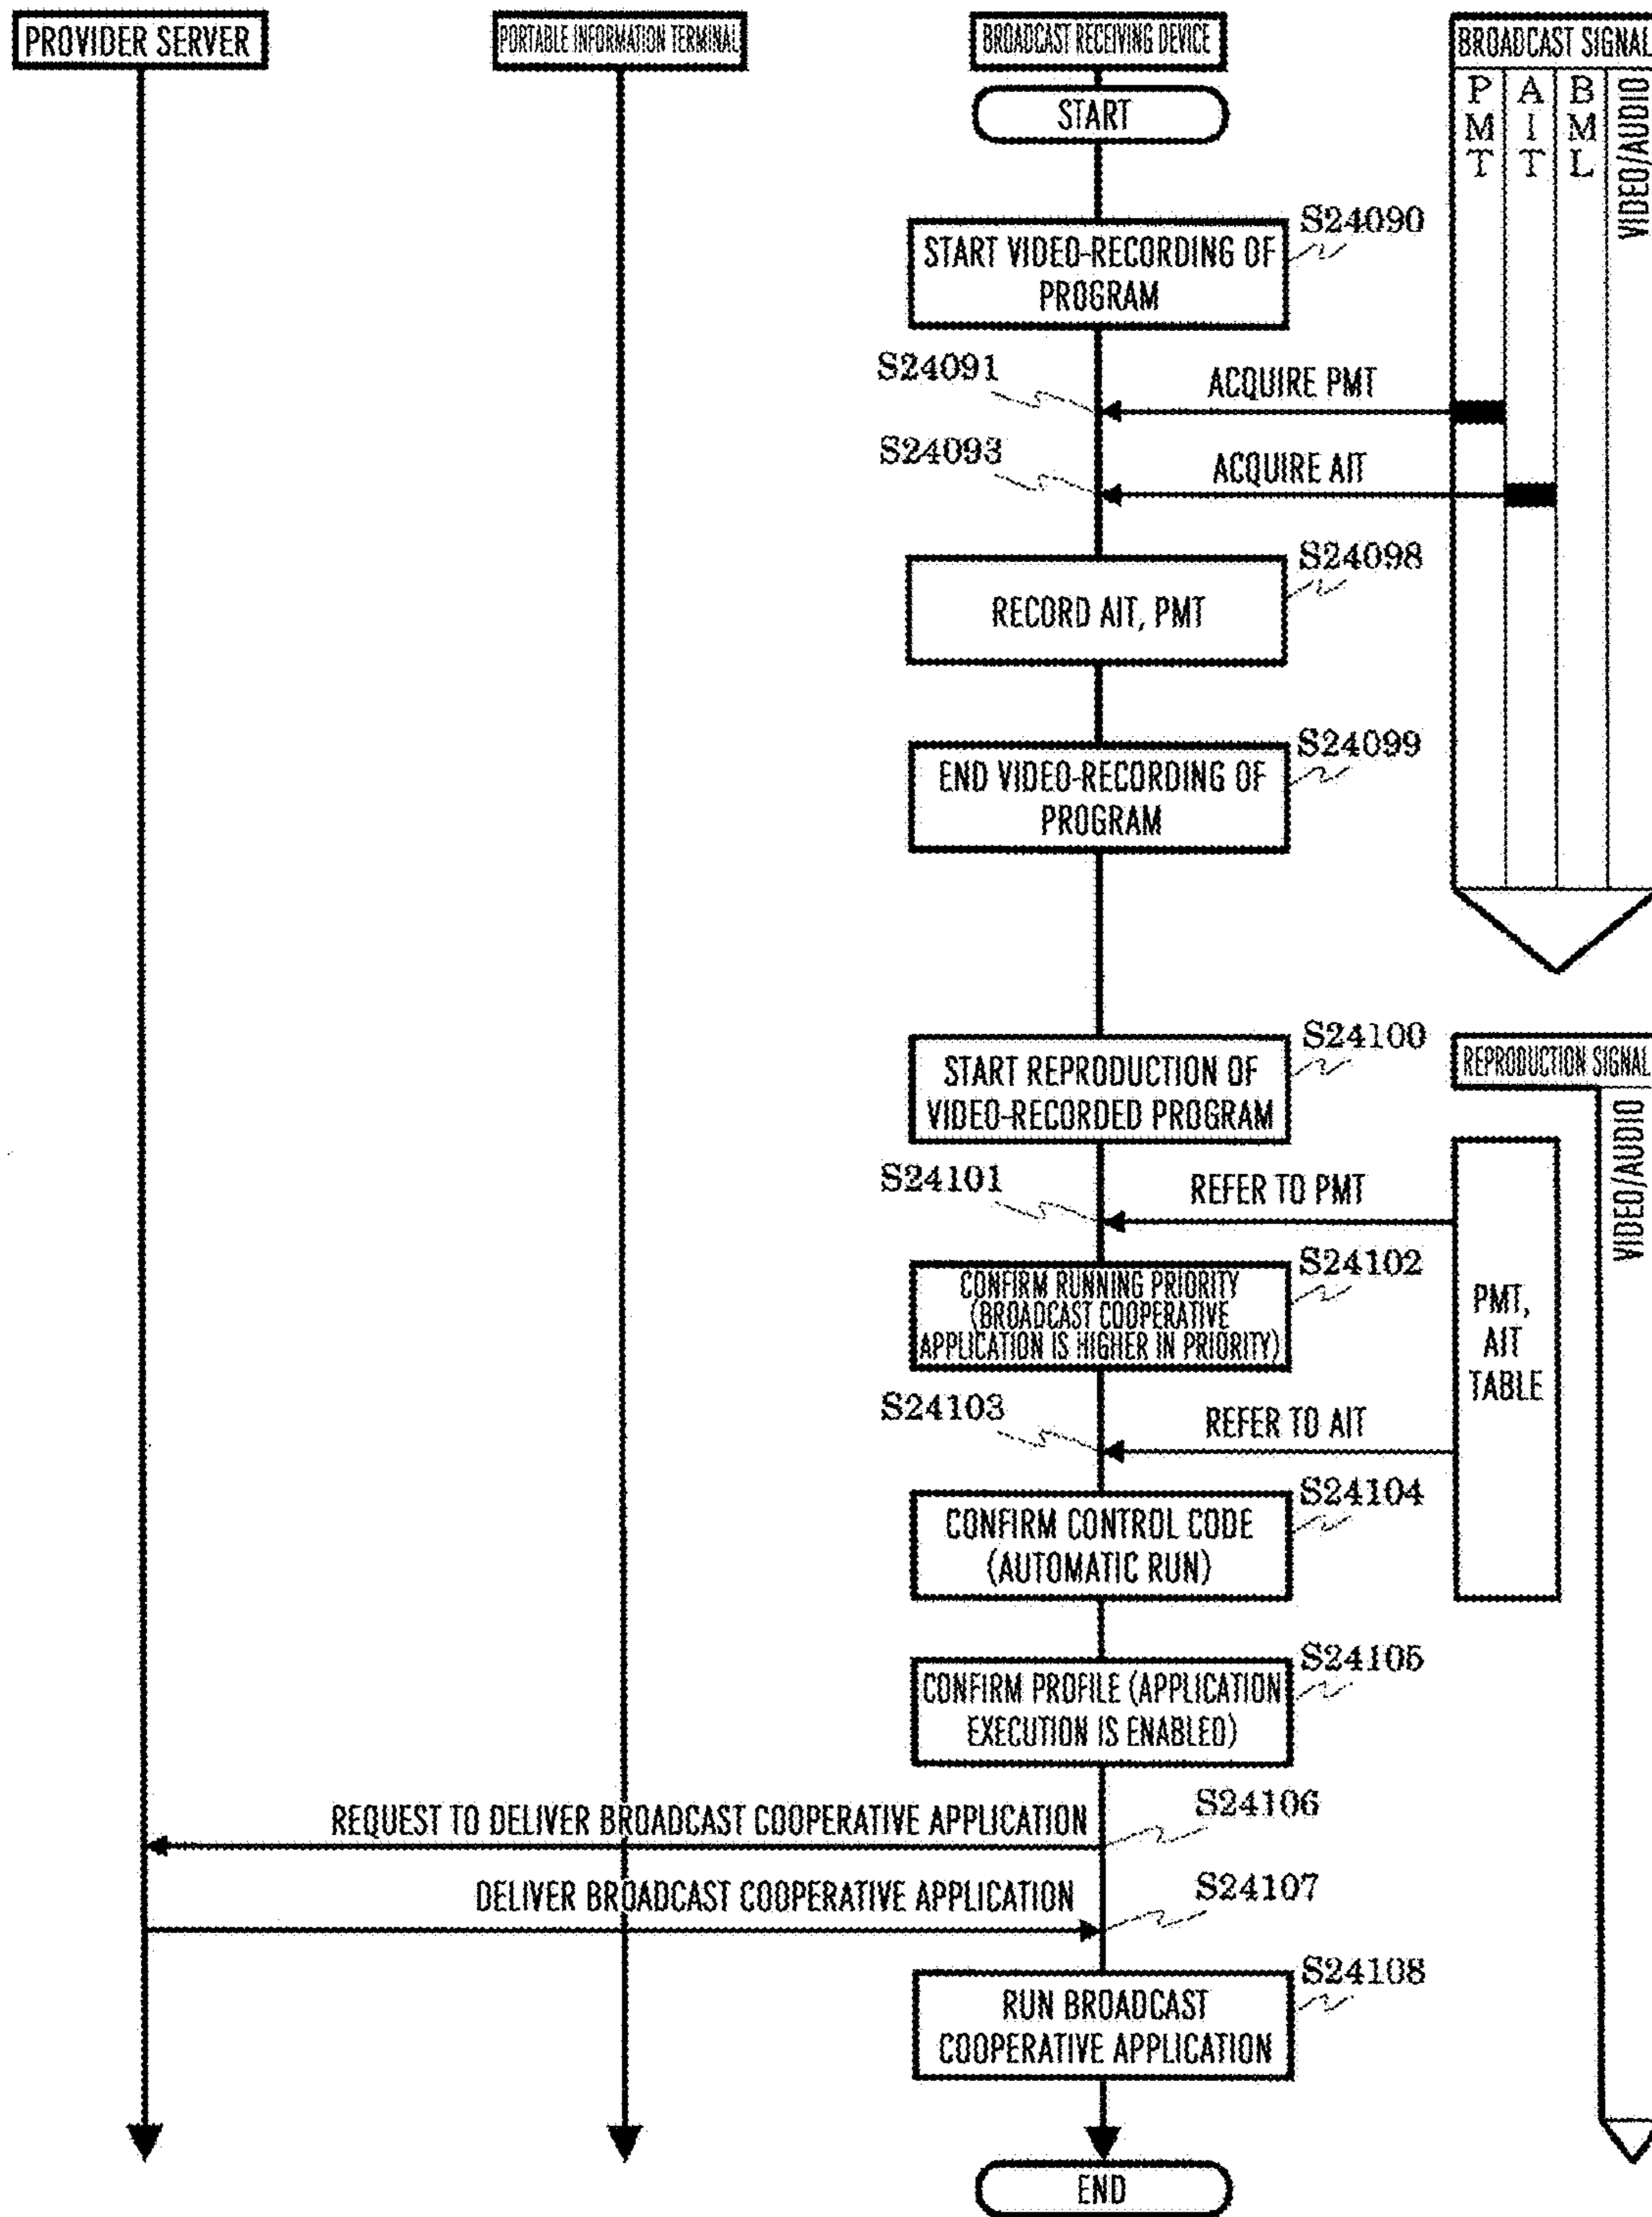 PROVIDER SERVER
PORTABLE INFORMATION TERMINAL
BROADCAST RECEIVING DEVICE
BROADCAST SIGNAL
PMT
AIT
BML
VIDEO/AUDIO
START
S24090
START VIDEO-RECORDING OF
PROGRAM
S24091
ACQUIRE PMT
S24093
ACQUIRE AIT
S24098
RECORD AIT, PMT
S24099
END VIDEO-RECORDING OF
PROGRAM
S24100
START REPRODUCTION OF
VIDEO-RECORDED PROGRAM
REPRODUCTION SIGNAL
VIDEO/AUDIO
S24101
REFER TO PMT
S24102
CONFIRM RUNNING PRIORITY
(BROADCAST COOPERATIVE
APPLICATION IS HIGHER IN PRIORITY)
PMT,
AIT
TABLE
S24103
REFER TO AIT
S24104
CONFIRM CONTROL CODE
(AUTOMATIC RUN)
S24105
CONFIRM PROFILE (APPLICATION
EXECUTION IS ENABLED)
REQUEST TO DELIVER BROADCAST COOPERATIVE APPLICATION
S24106
DELIVER BROADCAST COOPERATIVE APPLICATION
S24107
S24108
RUN BROADCAST
COOPERATIVE APPLICATION
END